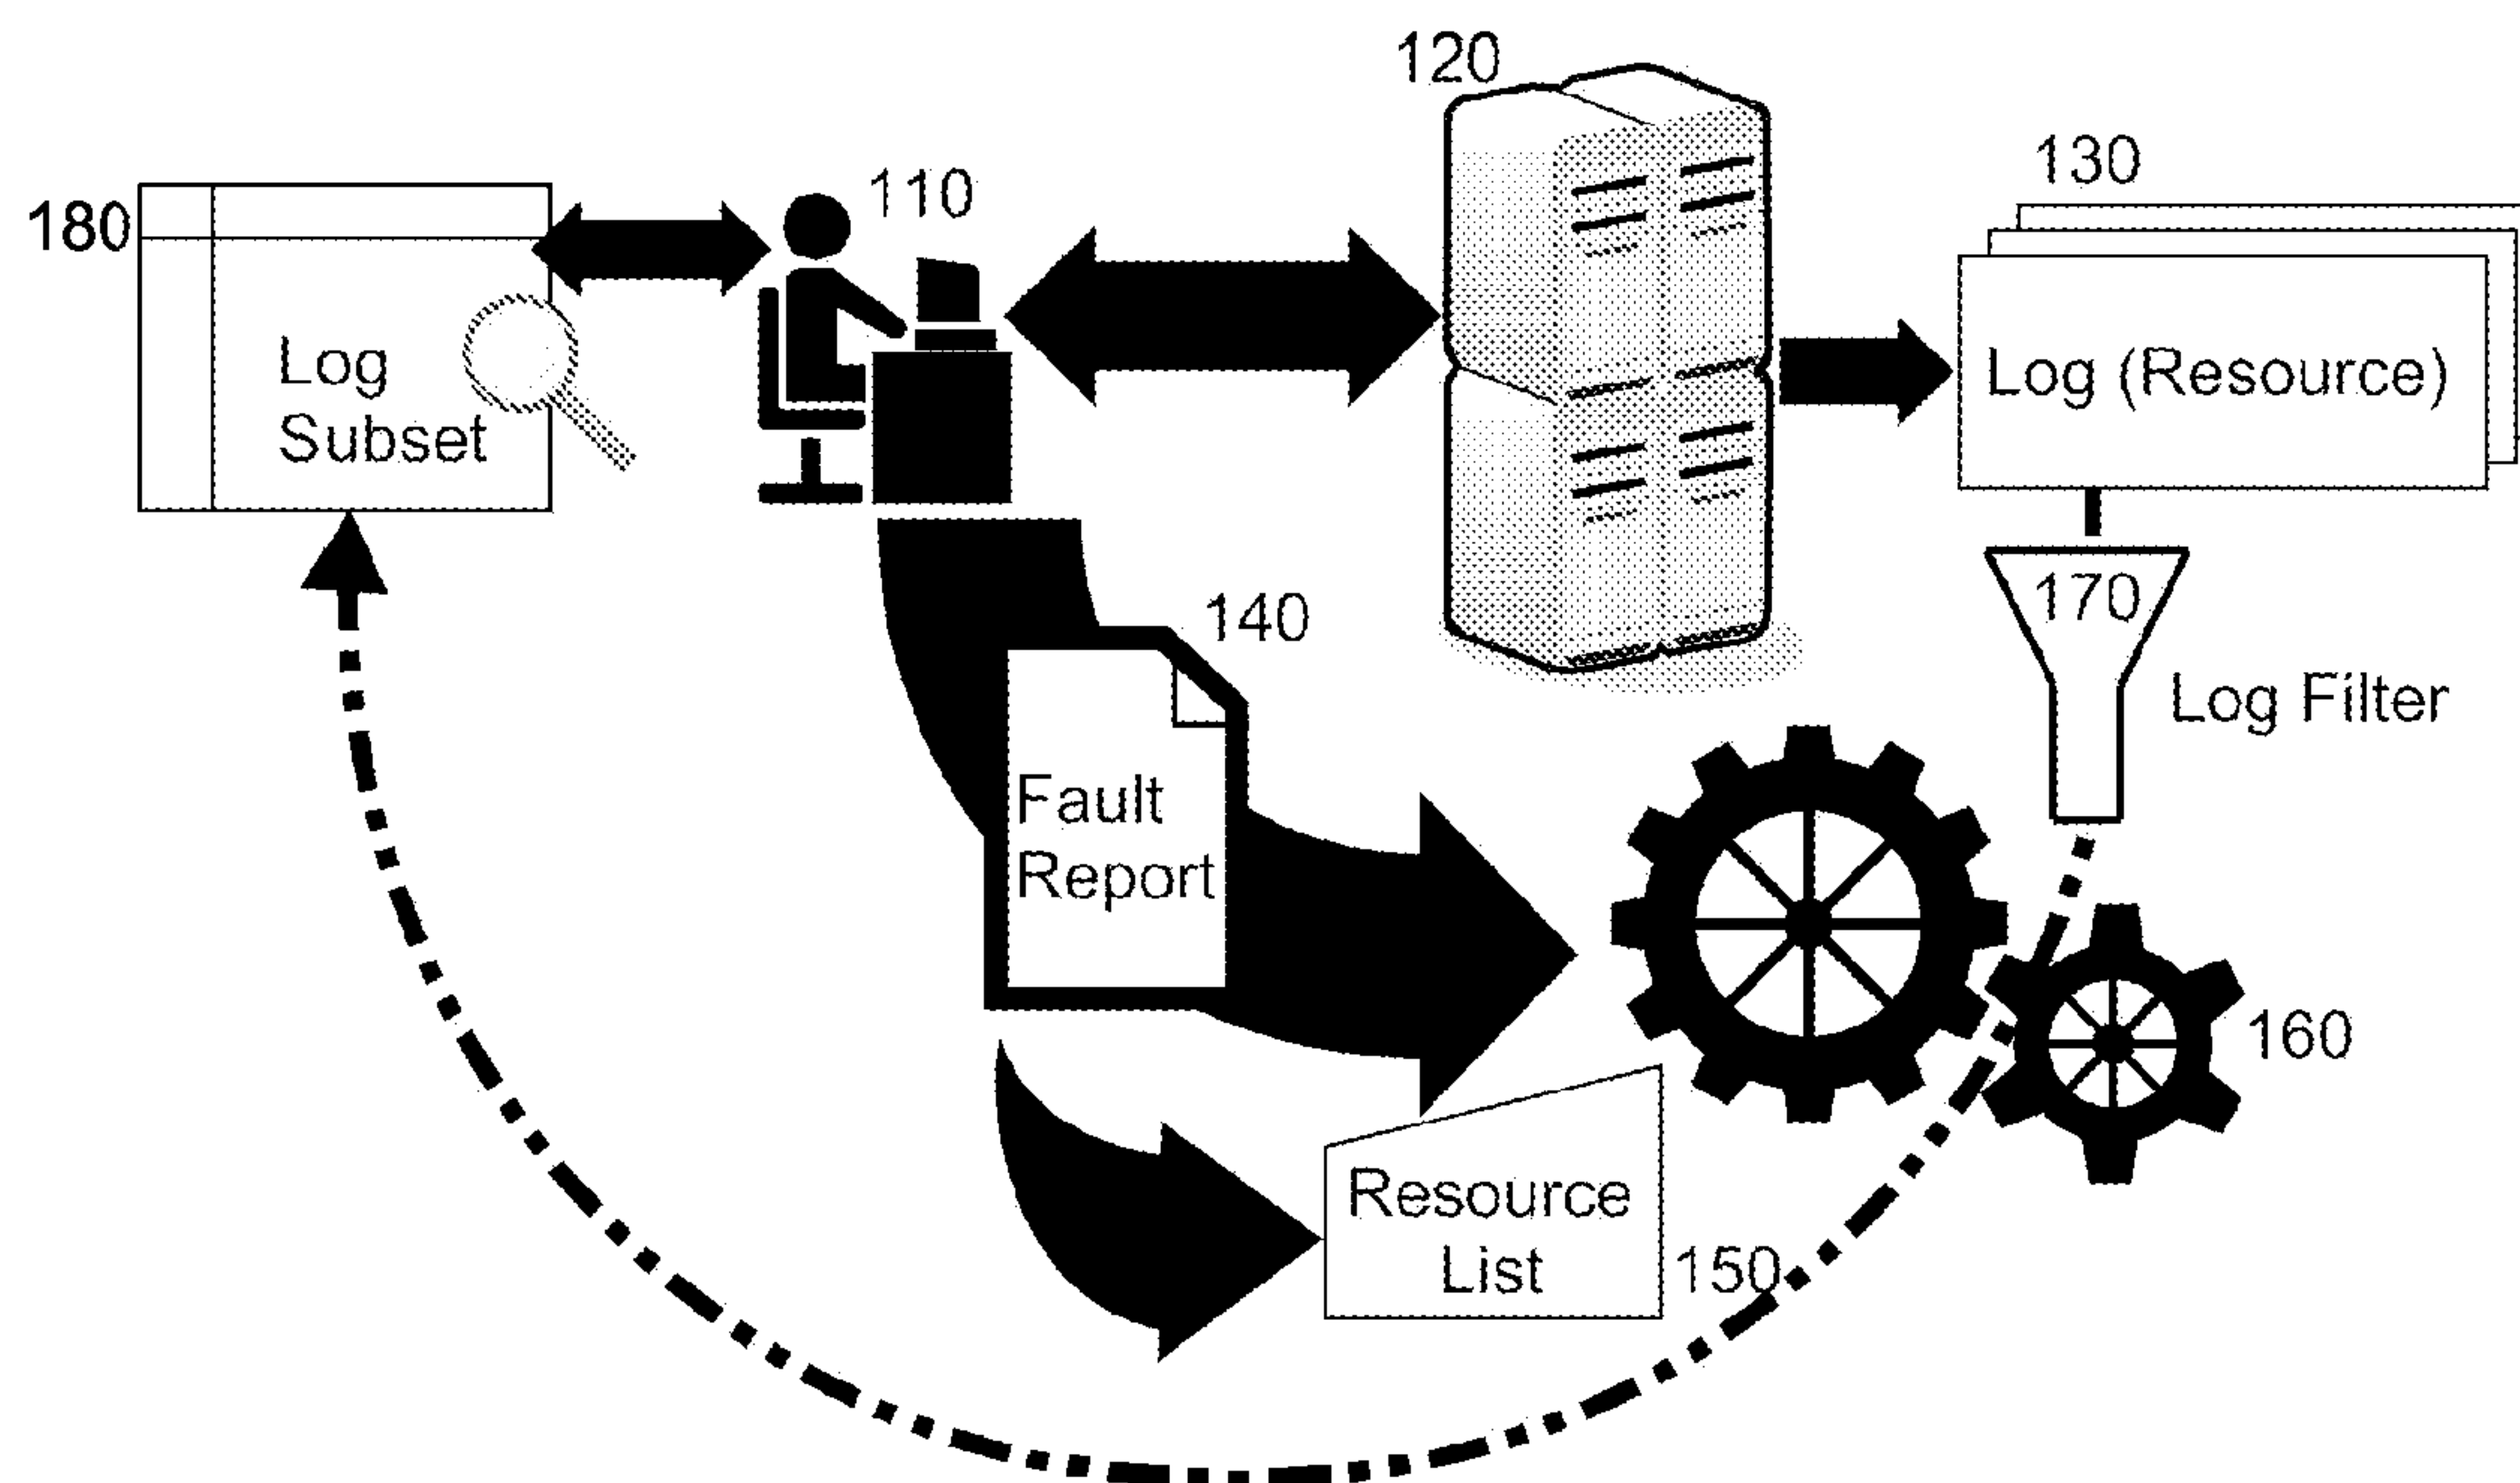 120
130
110
180
Log (Resource)
Log
Subset
170
140
Log Filter
Fault
Report
160
Resource
List
150